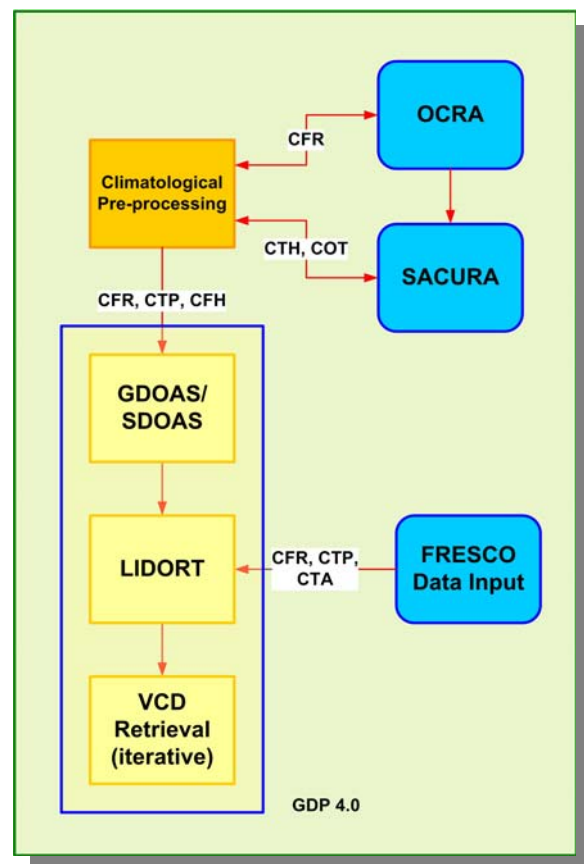 OCRA
CFR
Climatological
Pre-processing
CTH, COT
SACURA
CFR, CTP, CFH
GDOAS/
SDOAS
LIDORT
CFR, CTP,
CTA
FRESCO
Data Input
VCD
Retrieval
(iterative)
GDP 4.0